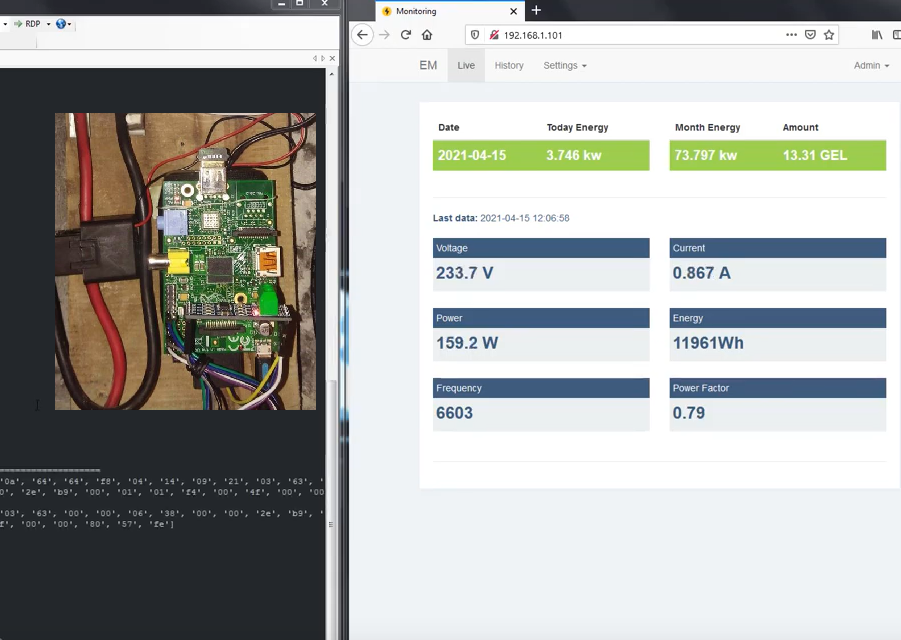 RDP
'0a', '64', '64', 'f8', '04', '14', '09', '21', '03', '63', '
0', '2e', 'b9', '00', '01', '01', 'f4', '00', '4f', '00', '00
'03', '63', '00', '00', '06', '38', '00', '00', '2e', 'b9', '
f', '00', '00', '80', '57', 'fe']
Monitoring
192.168.1.101
EM
Live
History
Settings
Admin
Date Today Energy Month Energy Amount
2021-04-15 3.746 kw 73.797 kw 13.31 GEL
Last data: 2021-04-15 12:06:58
Voltage Current
233.7 V 0.867 A
Power Energy
159.2 W 11961Wh
Frequency Power Factor
6603 0.79